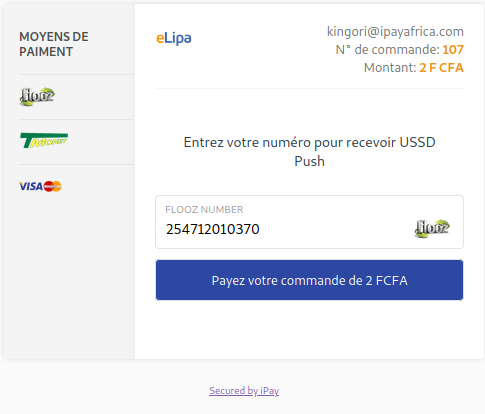 MOYENS DE
PAIMENT
flooz
TMONEY
VISA MasterCard
eLipa
kingori@ipayafrica.com
N° de commande: 107
Montant: 2 F CFA
Entrez votre numéro pour recevoir USSD
Push
FLOOZ NUMBER
254712010370
flooz
Payez votre commande de 2 FCFA
Secured by iPay